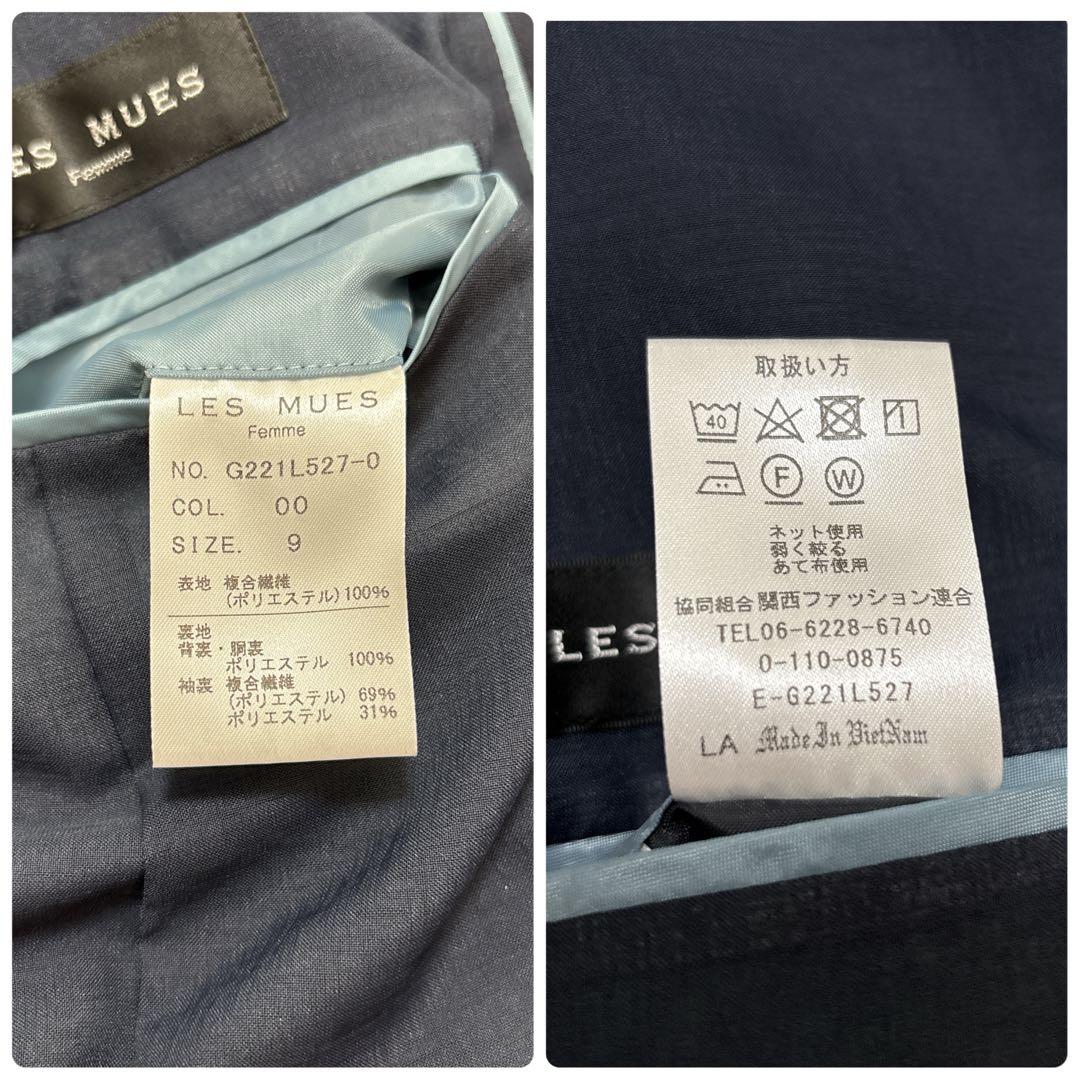 ES MUES
Femme
LES MUES
Femme
NO. G221L527-0
COL. 00
SIZE. 9
表地 複合繊維
(ポリエステル)100%
裏地
背裏・胴裏
ポリエステル 100%
袖裏 複合繊維
(ポリエステル) 69%
ポリエステル 31%
取扱い方
40
F W
ネット使用
弱く絞る
あて布使用
協同組合関西ファッション連合
TEL06-6228-6740
0-110-0875
E-G221L527
LA Made In VietNam
LES